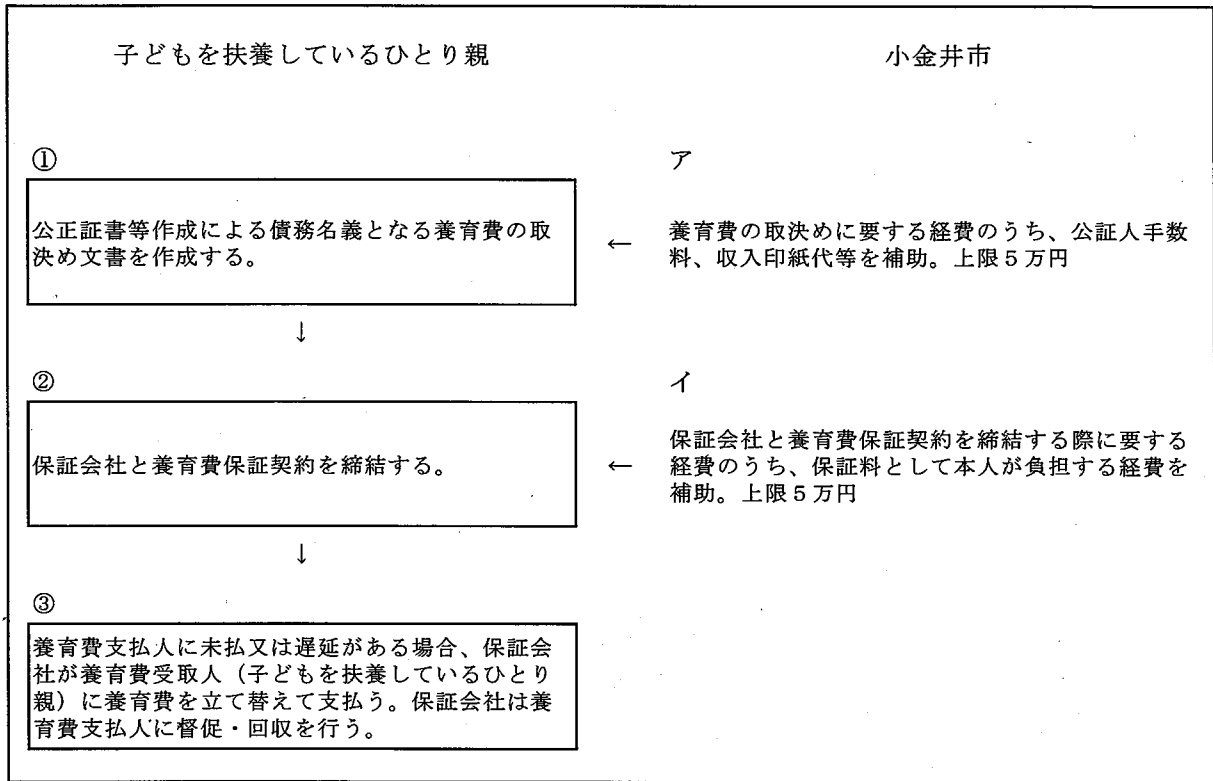 子どもを扶養しているひとり親
小金井市
①
ア
公正証書等作成による債務名義となる養育費の取
決め文書を作成する。
←
養育費の取決めに要する経費のうち、公証人手数
料、収入印紙代等を補助。上限5万円
↓
②
イ
保証会社と養育費保証契約を締結する。
←
保証会社と養育費保証契約を締結する際に要する
経費のうち、保証料として本人が負担する経費を
補助。上限5万円
↓
③
養育費支払人に未払又は遅延がある場合、保証会
社が養育費受取人（子どもを扶養しているひとり
親）に養育費を立て替えて支払う。保証会社は養
育費支払人に督促・回収を行う。